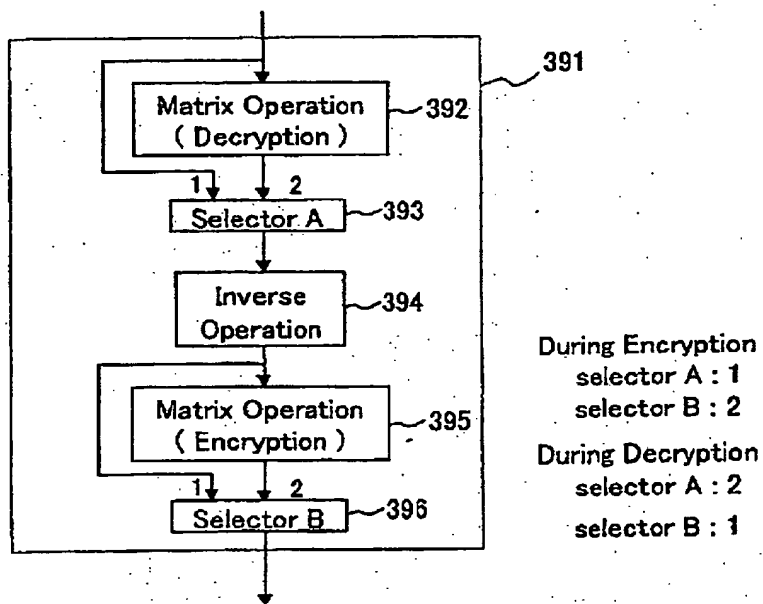 391
Matrix Operation
( Decryption )
392
1
2
Selector A
393
Inverse
Operation
394
Matrix Operation
( Encryption )
395
1
2
Selector B
396
During Encryption
selector A : 1
selector B : 2
During Decryption
selector A : 2
selector B : 1